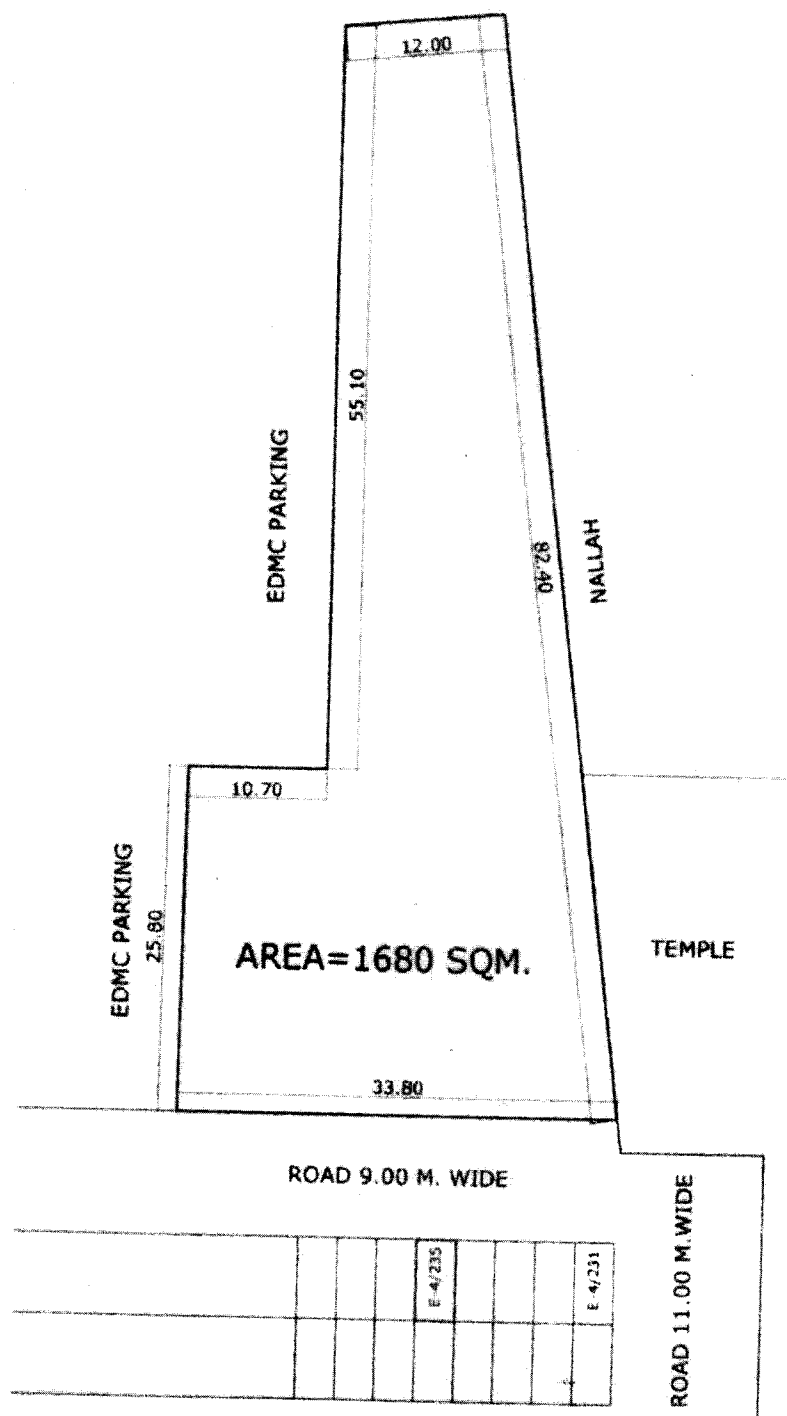 12.00
55.10
EDMC PARKING
82.40
NALLAH
10.70
EDMC PARKING
25.80
AREA=1680 SQM.
TEMPLE
33.80
ROAD 9.00 M. WIDE
ROAD 11.00 M.WIDE
E-4/235
E-4/231